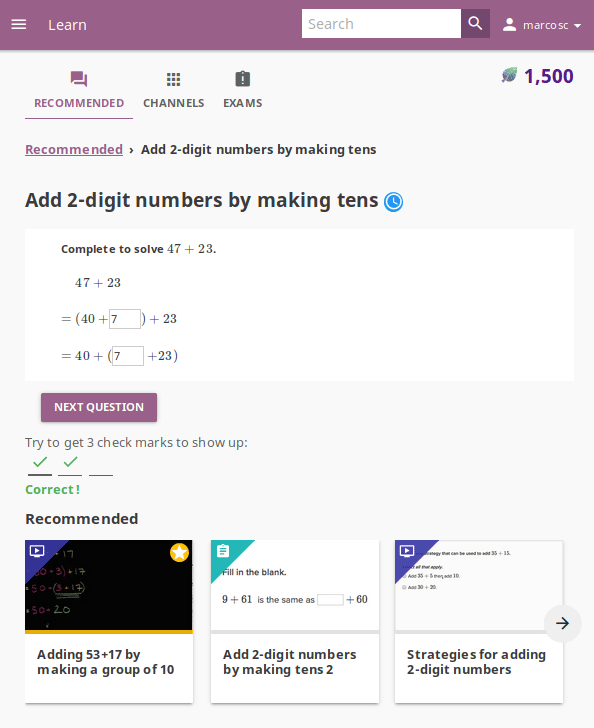 Learn
Search
marcosc
1,500
RECOMMENDED
CHANNELS
EXAMS
Recommended › Add 2-digit numbers by making tens
Add 2-digit numbers by making tens
Complete to solve 47 + 23.
47 + 23
= (40 + 7 ) + 23
= 40 + ( 7 +23)
NEXT QUESTION
Try to get 3 check marks to show up:
Correct!
Recommended
+ 17
+ 3) + 17
50 + (3 + 17)
50 + 20
Adding 53+17 by
making a group of 10
Fill in the blank.
9 + 61 is the same as + 60
Add 2-digit numbers
by making tens 2
strategy that can be used to add 35 + 15.
of that apply.
Add 35 + 5 then add 10.
Add 30 + 20.
Strategies for adding
2-digit numbers